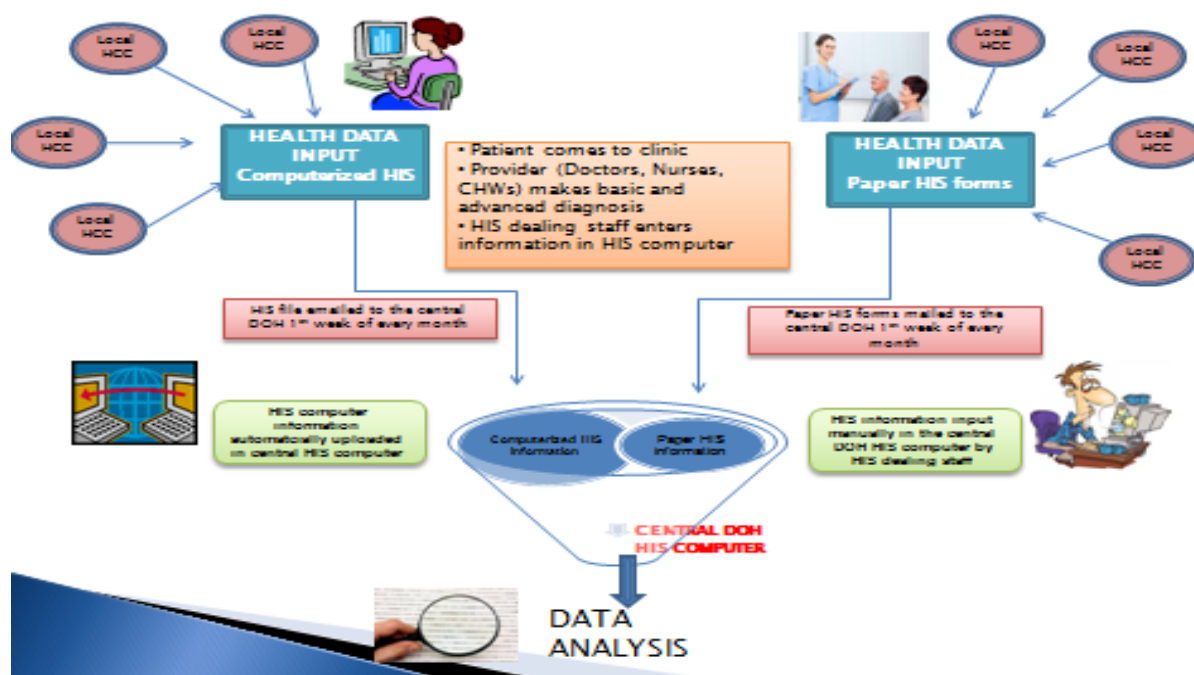 Local
HCC
Local
HCC
Local
HCC
Local
HCC
HEALTH DATA
INPUT
Computerized HIS
• Patient comes to clinic
• Provider (Doctors, Nurses,
CHWs) makes basic and
advanced diagnosis
• HIS dealing staff enters
information in HIS computer
Local
HCC
Local
HCC
Local
HCC
Local
HCC
HEALTH DATA
INPUT
Paper HIS forms
HIS file emailed to the central
DOH 1st week of every month
Paper HIS forms mailed to the
central DOH 1st week of every
month
HIS computer
information
automatically uploaded
in central HIS computer
Computerized HIS
Information
Paper HIS
Information
HIS information input
manually in the central
DOH HIS computer by
HIS dealing staff
CENTRAL DOH
HIS COMPUTER
DATA
ANALYSIS